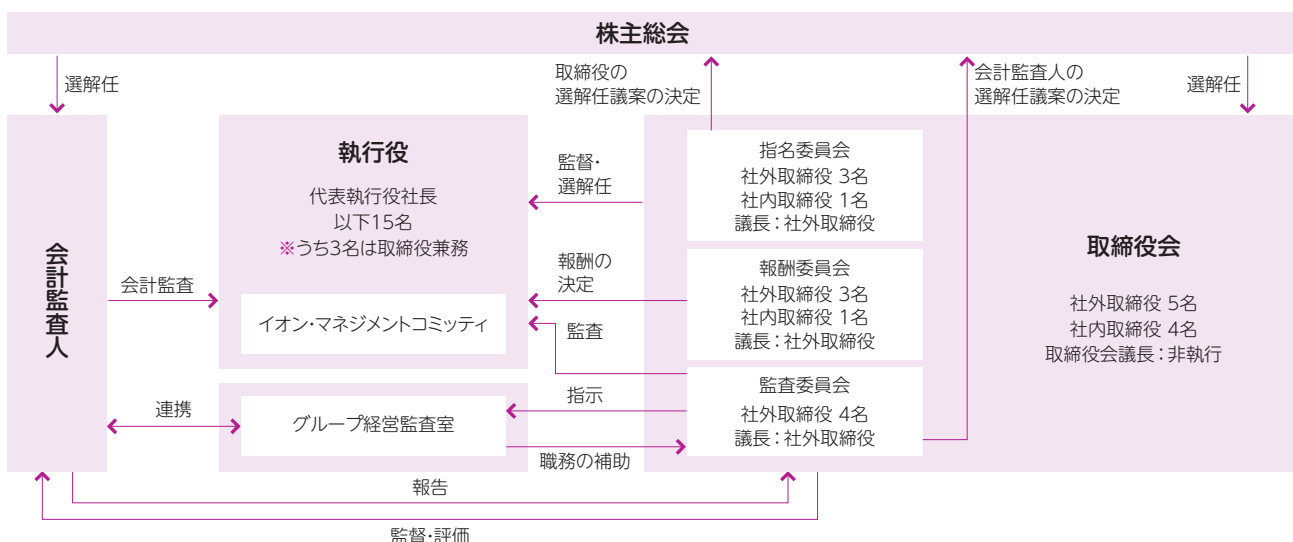 株主総会
選解任
取締役の
選解任議案の決定
会計監査人の
選解任議案の決定
選解任
会計監査人
会計監査
連携
執行役
代表執行役社長
以下15名
※うち3名は取締役兼務
イオン・マネジメントコミッティ
グループ経営監査室
監督・
選解任
報酬の
決定
監査
指示
職務の補助
指名委員会
社外取締役 3名
社内取締役 1名
議長：社外取締役
報酬委員会
社外取締役 3名
社内取締役 1名
議長：社外取締役
監査委員会
社外取締役 4名
議長：社外取締役
取締役会
社外取締役 5名
社内取締役 4名
取締役会議長：非執行
報告
監督・評価